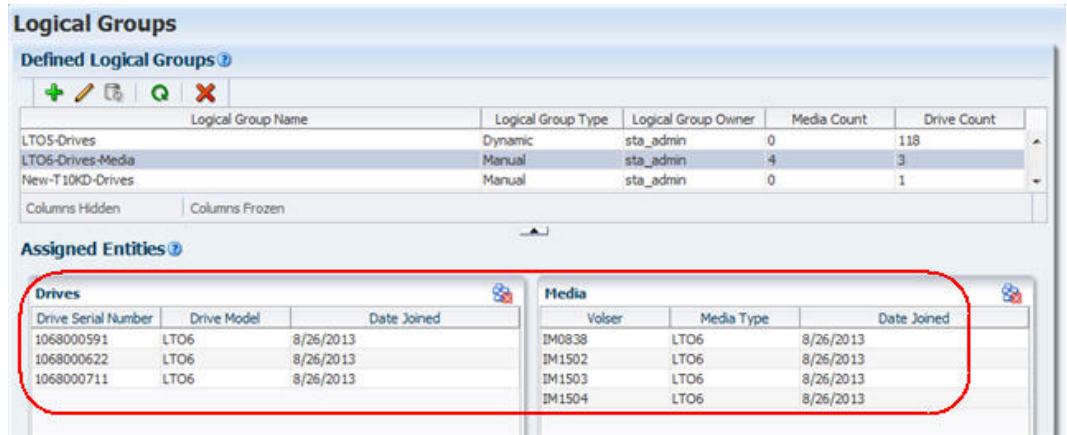 Logical Groups
Defined Logical Groups
Logical Group Name Logical Group Type Logical Group Owner Media Count Drive Count
LTO5-Drives Dynamic sta_admin 0 118
LTO6-Drives-Media Manual sta_admin 4 3
New-T10KD-Drives Manual sta_admin 0 1
Columns Hidden Columns Frozen
Assigned Entities
Drives
Drive Serial Number Drive Model Date Joined
1068000591 LTO6 8/26/2013
1068000622 LTO6 8/26/2013
1068000711 LTO6 8/26/2013
Media
Volser Media Type Date Joined
IM0838 LTO6 8/26/2013
IM1502 LTO6 8/26/2013
IM1503 LTO6 8/26/2013
IM1504 LTO6 8/26/2013